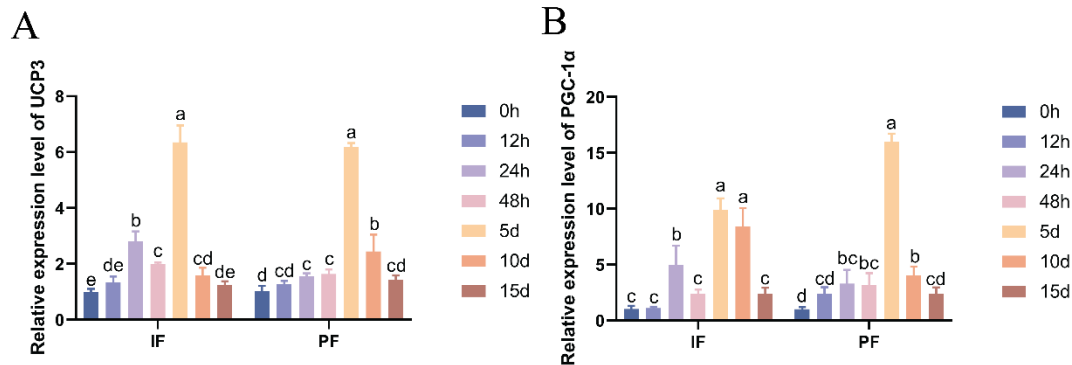 A
Relative expression level of UCP3
8
6
4
2
0
e
de
b
c
a
cd
de
d
cd
c
c
a
b
cd
IF
PF
0h
12h
24h
48h
5d
10d
15d
B
Relative expression level of PGC-1α
20
15
10
5
0
c
c
b
c
a
a
c
d
cd
bc
bc
a
b
cd
IF
PF
0h
12h
24h
48h
5d
10d
15d